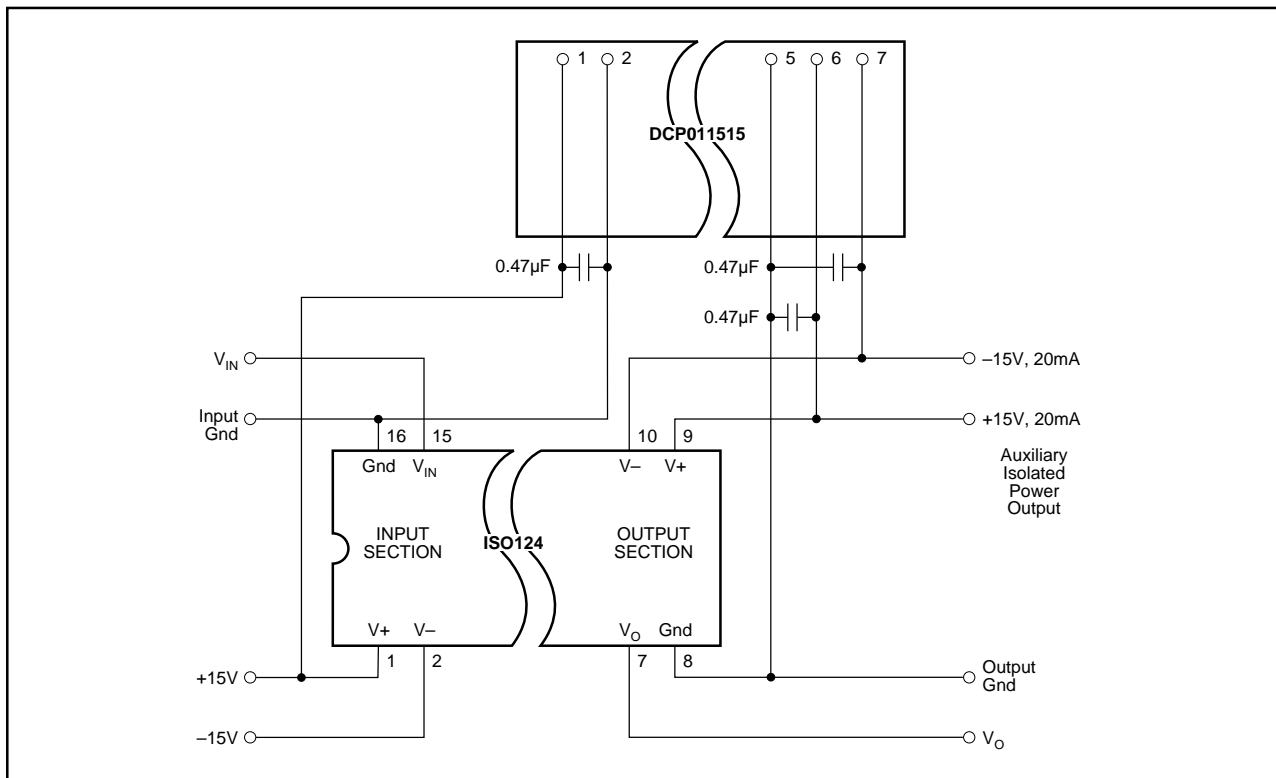 1 2 5 6 7
DCP011515
0.47µF 0.47µF
0.47µF
V_IN –15V, 20mA
Input
Gnd
+15V, 20mA
16 15 10 9
Gnd V_IN V– V+
Auxiliary
Isolated
Power
Output
INPUT
SECTION
ISO124
OUTPUT
SECTION
V+ V– V_O Gnd
1 2 7 8
+15V
Output
Gnd
–15V V_O